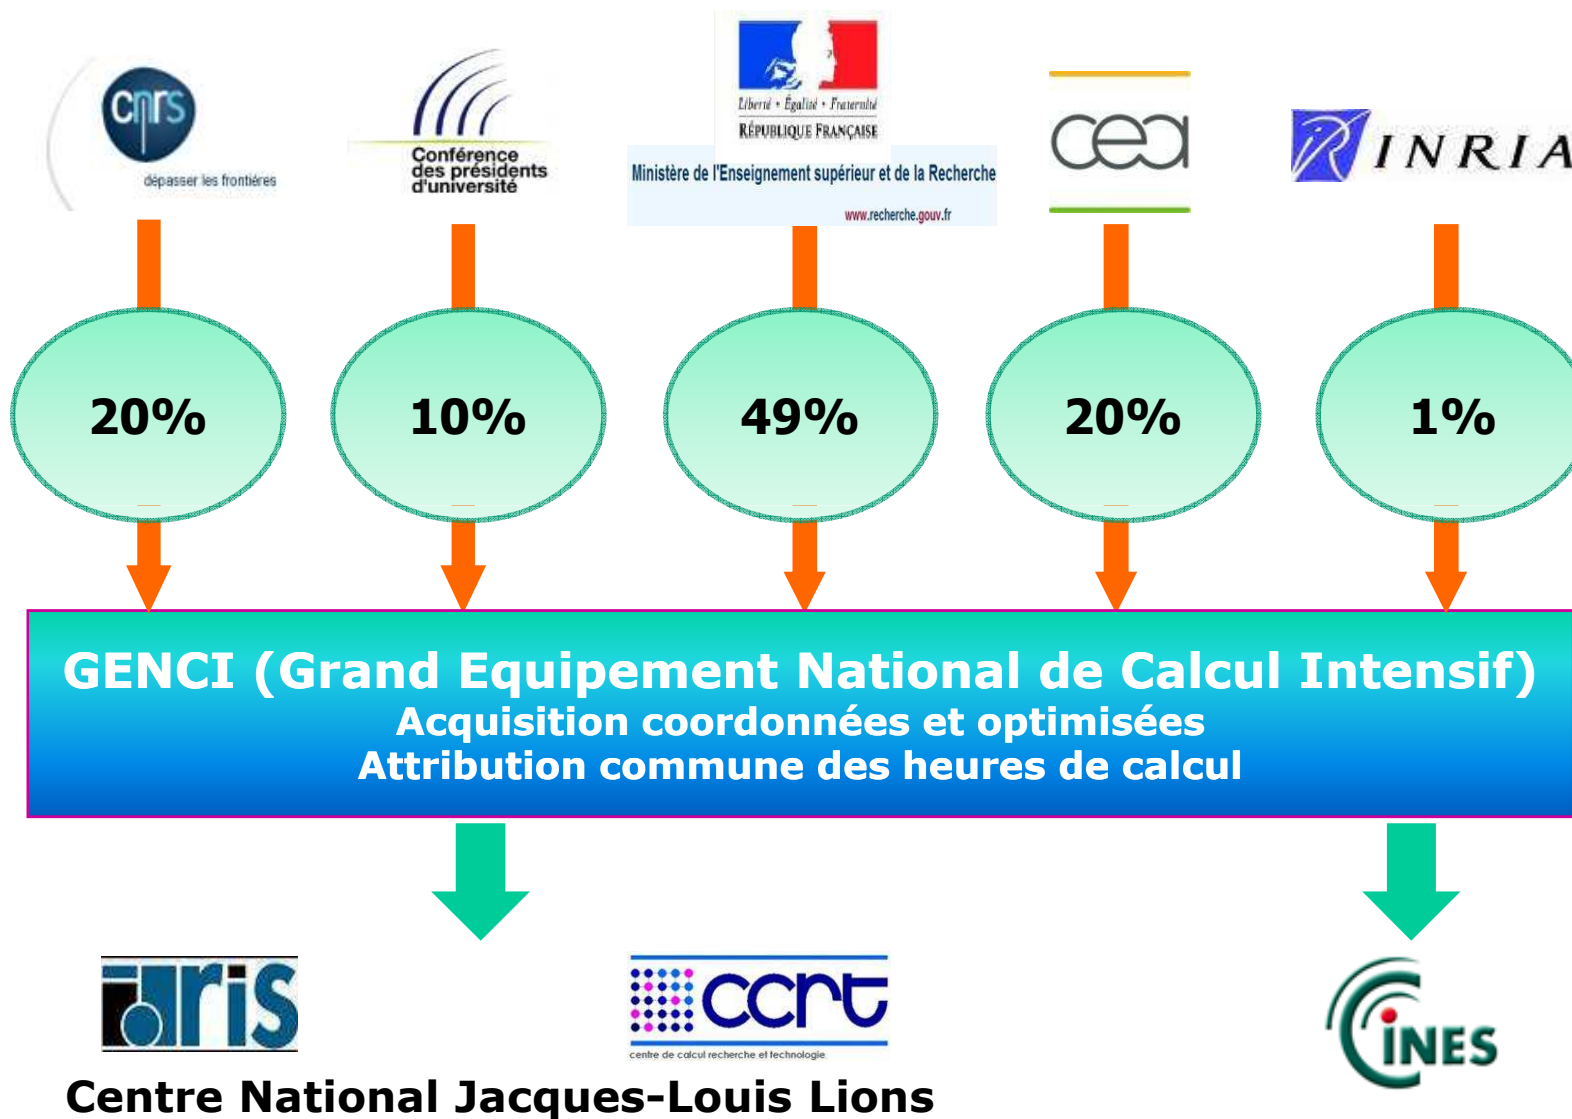 cnrs
dépasser les frontières
Conférence
des présidents
d'université
Liberté • Égalité • Fraternité
RÉPUBLIQUE FRANÇAISE
Ministère de l'Enseignement supérieur et de la Recherche
www.recherche.gouv.fr
cea
INRIA
20%
10%
49%
20%
1%
GENCI (Grand Equipement National de Calcul Intensif)
Acquisition coordonnées et optimisées
Attribution commune des heures de calcul
idris
ccrt
centre de calcul recherche et technologie
CINES
Centre National Jacques-Louis Lions